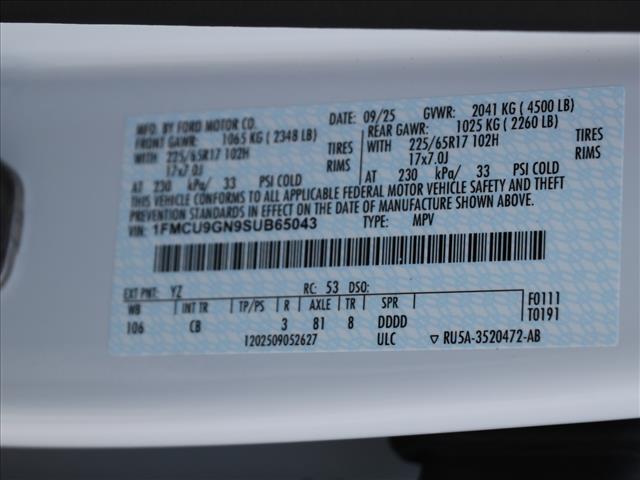 MFD. BY FORD MOTOR CO. DATE: 09/25 GVWR: 2041 KG ( 4500 LB)
FRONT GAWR: 1065 KG ( 2348 LB) REAR GAWR: 1025 KG ( 2260 LB)
WITH 225/65R17 102H TIRES WITH 225/65R17 102H TIRES
17x7.0J RIMS 17x7.0J RIMS
AT 230 kPa/ 33 PSI COLD AT 230 kPa/ 33 PSI COLD
THIS VEHICLE CONFORMS TO ALL APPLICABLE FEDERAL MOTOR VEHICLE SAFETY AND THEFT
PREVENTION STANDARDS IN EFFECT ON THE DATE OF MANUFACTURE SHOWN ABOVE.
VIN: 1FMCU9GN9SUB65043 TYPE: MPV
EXT PNT: YZ RC: 53 DSO:
WB INT TR TP/PS R AXLE TR SPR F0111
106 CB 3 81 8 DDDD T0191
1202509052627 ULC ▽ RU5A-3520472-AB